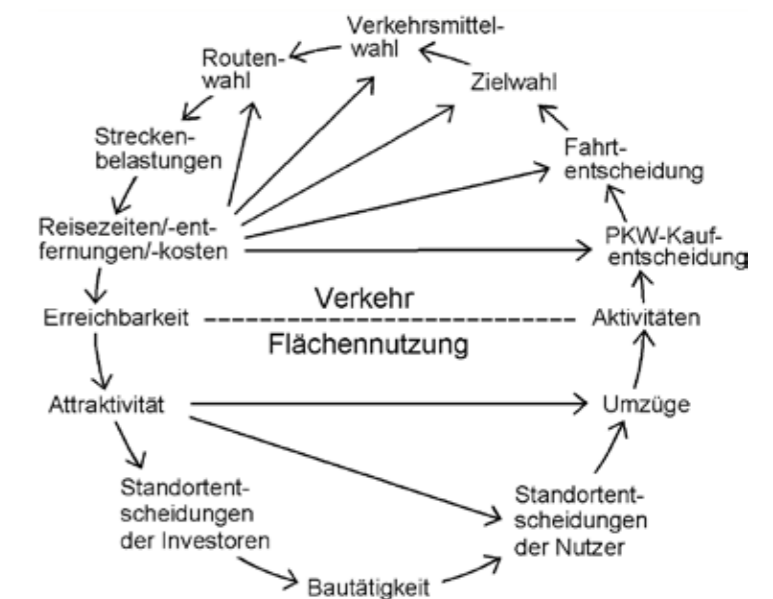 Verkehrsmittel-
wahl
Routen-
wahl
Zielwahl
Strecken-
belastungen
Fahrt-
entscheidung
Reisezeiten/-ent-
fernungen/-kosten
PKW-Kauf-
entscheidung
Verkehr
Erreichbarkeit
Aktivitäten
Flächennutzung
Attraktivität
Umzüge
Standortent-
scheidungen
der Investoren
Standortent-
scheidungen
der Nutzer
Bautätigkeit